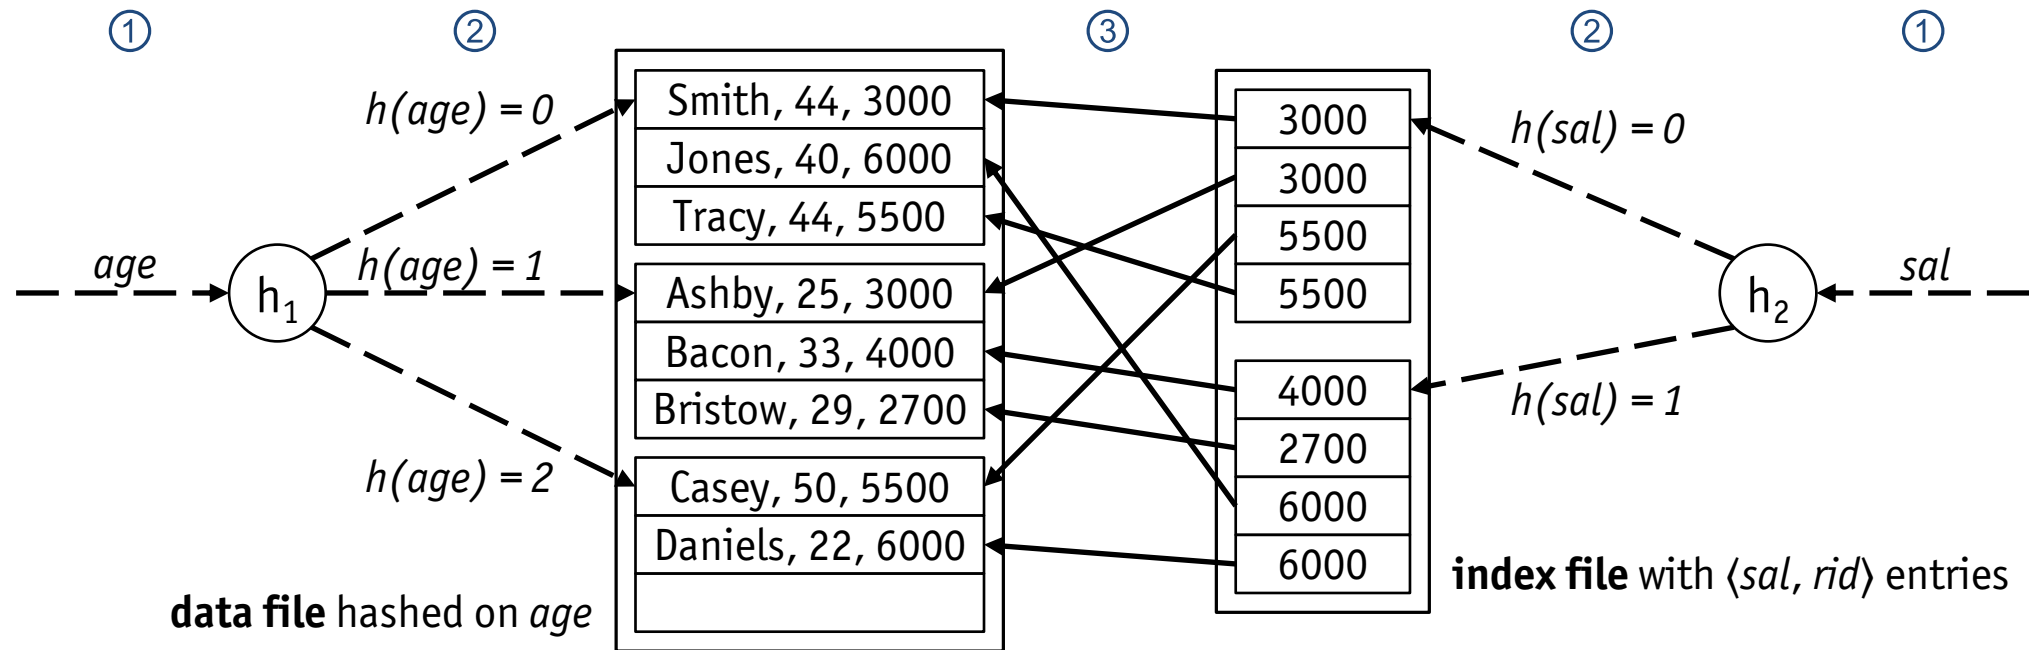 ① ② ③ ② ①
h(age) = 0
h(age) = 1
h(age) = 2
age
h₁
Smith, 44, 3000
Jones, 40, 6000
Tracy, 44, 5500
Ashby, 25, 3000
Bacon, 33, 4000
Bristow, 29, 2700
Casey, 50, 5500
Daniels, 22, 6000
data file hashed on age
3000
3000
5500
5500
4000
2700
6000
6000
h(sal) = 0
h(sal) = 1
h₂
sal
index file with ⟨sal, rid⟩ entries